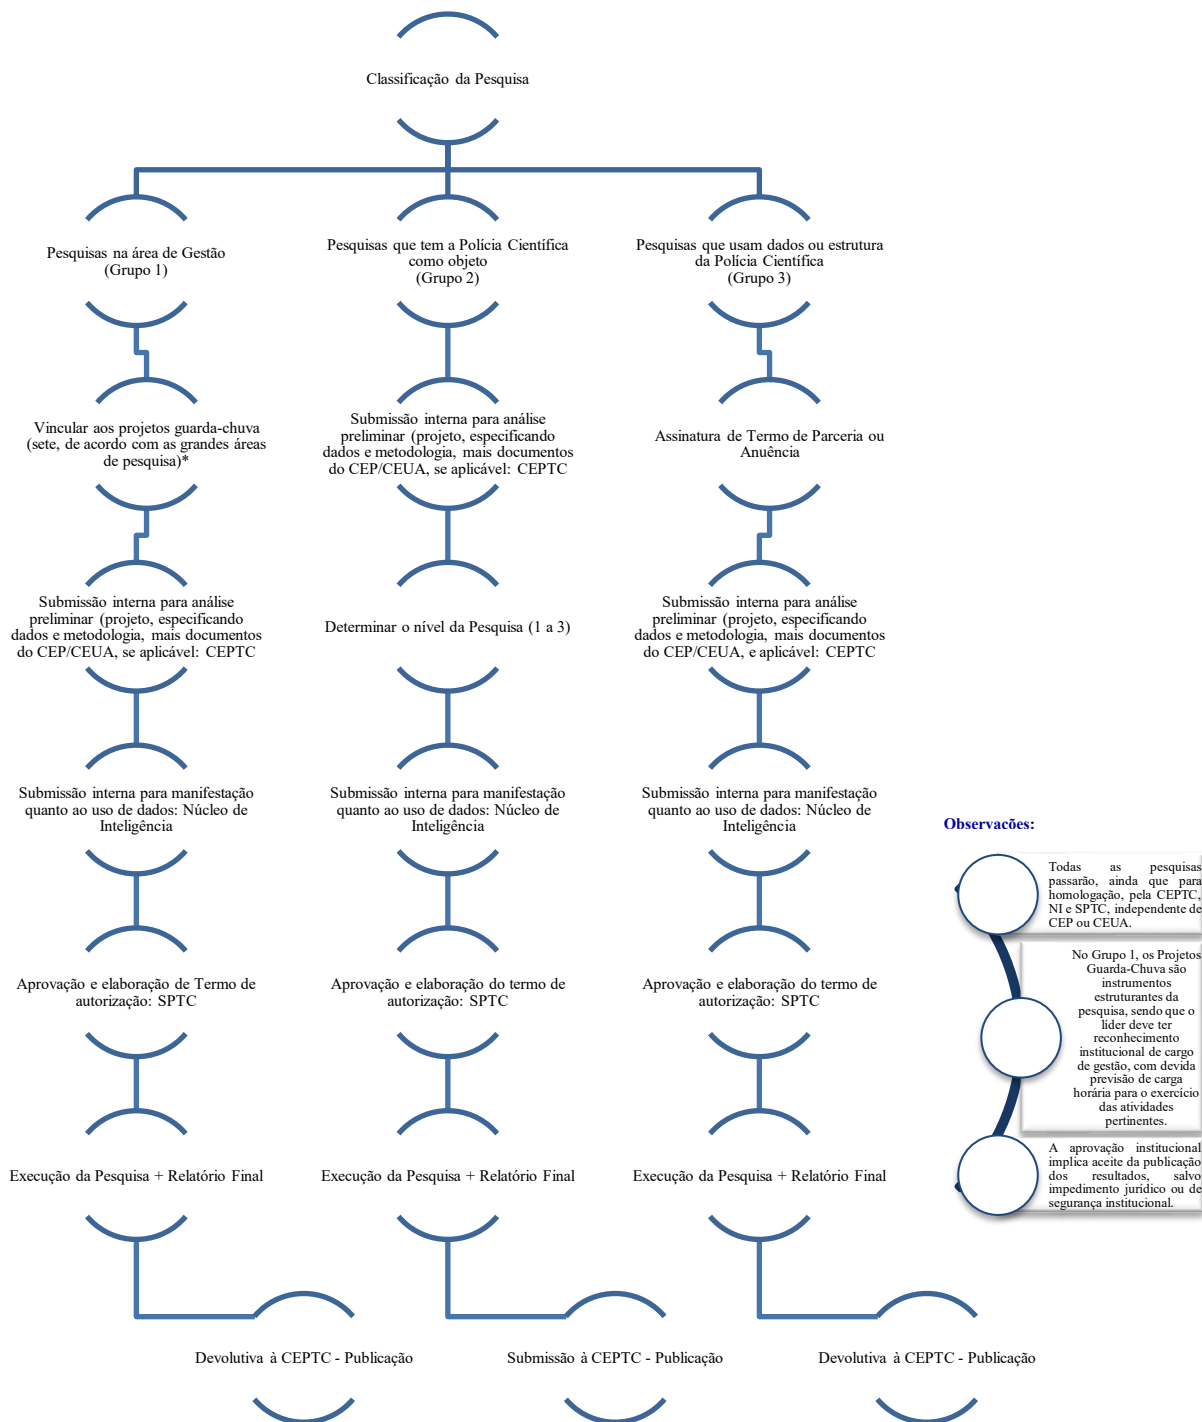 Classificação da Pesquisa
Pesquisas na área de Gestão
(Grupo 1)
Pesquisas que tem a Polícia Científica
como objeto
(Grupo 2)
Pesquisas que usam dados ou estrutura
da Polícia Científica
(Grupo 3)
Vincular aos projetos guarda-chuva
(sete, de acordo com as grandes áreas
de pesquisa)*
Submissão interna para análise
preliminar (projeto, especificando
dados e metodologia, mais documentos
do CEP/CEUA, se aplicável: CEPTC
Assinatura de Termo de Parceria ou
Anuência
Submissão interna para análise
preliminar (projeto, especificando
dados e metodologia, mais documentos
do CEP/CEUA, se aplicável: CEPTC
Determinar o nível da Pesquisa (1 a 3)
Submissão interna para análise
preliminar (projeto, especificando
dados e metodologia, mais documentos
do CEP/CEUA, e aplicável: CEPTC
Submissão interna para manifestação
quanto ao uso de dados: Núcleo de
Inteligência
Submissão interna para manifestação
quanto ao uso de dados: Núcleo de
Inteligência
Submissão interna para manifestação
quanto ao uso de dados: Núcleo de
Inteligência
Aprovação e elaboração de Termo de
autorização: SPTC
Aprovação e elaboração do termo de
autorização: SPTC
Aprovação e elaboração do termo de
autorização: SPTC
Execução da Pesquisa + Relatório Final
Execução da Pesquisa + Relatório Final
Execução da Pesquisa + Relatório Final
Devolutiva à CEPTC - Publicação
Submissão à CEPTC - Publicação
Devolutiva à CEPTC - Publicação
Observacões:
Todas as pesquisas
passarão, ainda que para
homologação, pela CEPTC,
NI e SPTC, independente de
CEP ou CEUA.
No Grupo 1, os Projetos
Guarda-Chuva são
instrumentos
estruturantes da
pesquisa, sendo que o
líder deve ter
reconhecimento
institucional de cargo
de gestão, com devida
previsão de carga
horária para o exercício
das atividades
pertinentes.
A aprovação institucional
implica aceite da publicação
dos resultados, salvo
impedimento jurídico ou de
segurança institucional.